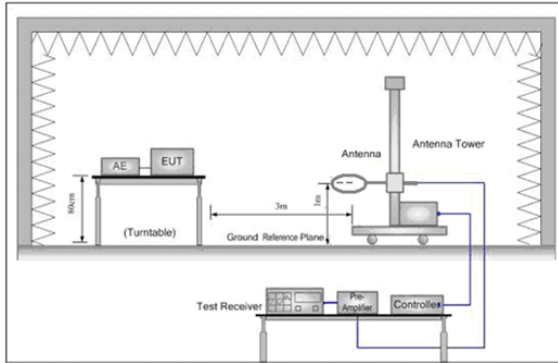 AE
EUT
Antenna
Antenna Tower
80cm
3m
1m
(Turntable)
Ground Reference Plane
Test Receiver
Pre-
Amplifier
Controller